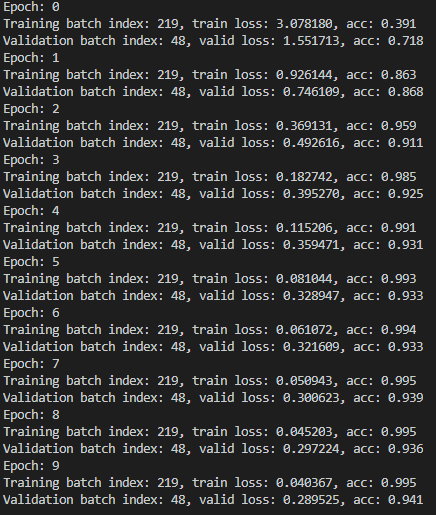 Epoch: 0
Training batch index: 219, train loss: 3.078180, acc: 0.391
Validation batch index: 48, valid loss: 1.551713, acc: 0.718
Epoch: 1
Training batch index: 219, train loss: 0.926144, acc: 0.863
Validation batch index: 48, valid loss: 0.746109, acc: 0.868
Epoch: 2
Training batch index: 219, train loss: 0.369131, acc: 0.959
Validation batch index: 48, valid loss: 0.492616, acc: 0.911
Epoch: 3
Training batch index: 219, train loss: 0.182742, acc: 0.985
Validation batch index: 48, valid loss: 0.395270, acc: 0.925
Epoch: 4
Training batch index: 219, train loss: 0.115206, acc: 0.991
Validation batch index: 48, valid loss: 0.359471, acc: 0.931
Epoch: 5
Training batch index: 219, train loss: 0.081044, acc: 0.993
Validation batch index: 48, valid loss: 0.328947, acc: 0.933
Epoch: 6
Training batch index: 219, train loss: 0.061072, acc: 0.994
Validation batch index: 48, valid loss: 0.321609, acc: 0.933
Epoch: 7
Training batch index: 219, train loss: 0.050943, acc: 0.995
Validation batch index: 48, valid loss: 0.300623, acc: 0.939
Epoch: 8
Training batch index: 219, train loss: 0.045203, acc: 0.995
Validation batch index: 48, valid loss: 0.297224, acc: 0.936
Epoch: 9
Training batch index: 219, train loss: 0.040367, acc: 0.995
Validation batch index: 48, valid loss: 0.289525, acc: 0.941